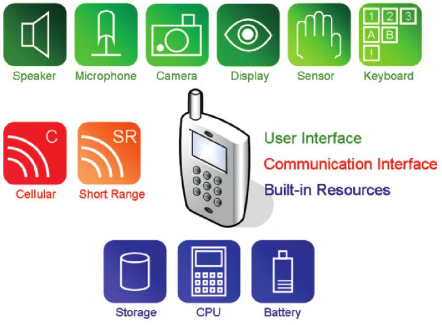 1 2 3
A B
I
Speaker Microphone Camera Display Sensor Keyboard
C SR
User Interface
Communication Interface
Cellular Short Range
Built-in Resources
Storage CPU Battery